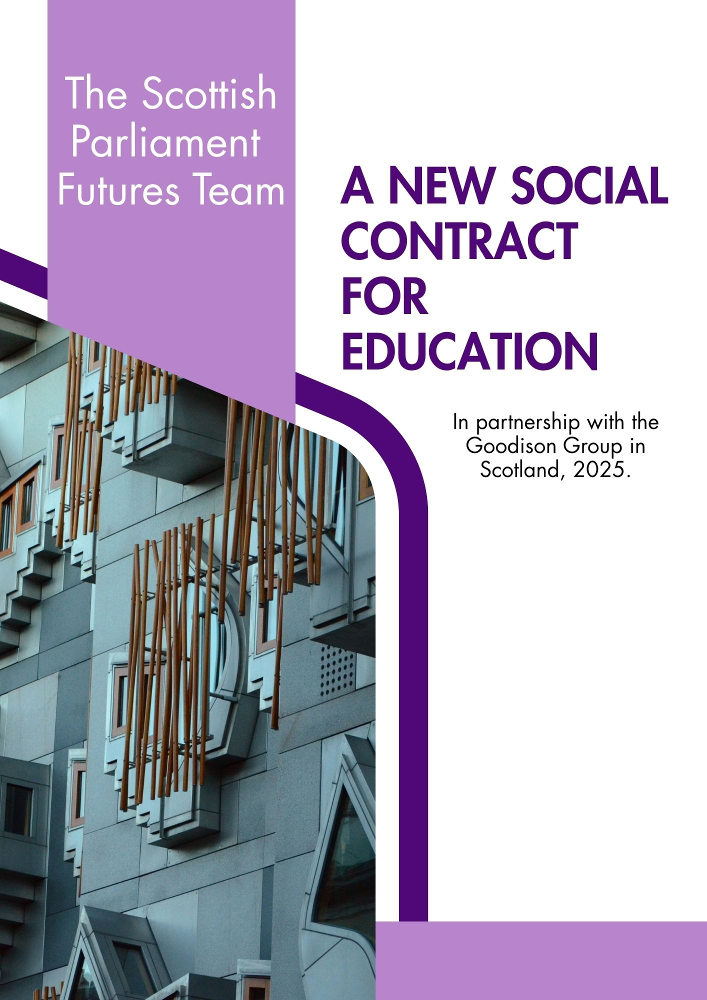 The Scottish
Parliament
Futures Team
A NEW SOCIAL
CONTRACT
FOR
EDUCATION
In partnership with the
Goodison Group in
Scotland, 2025.